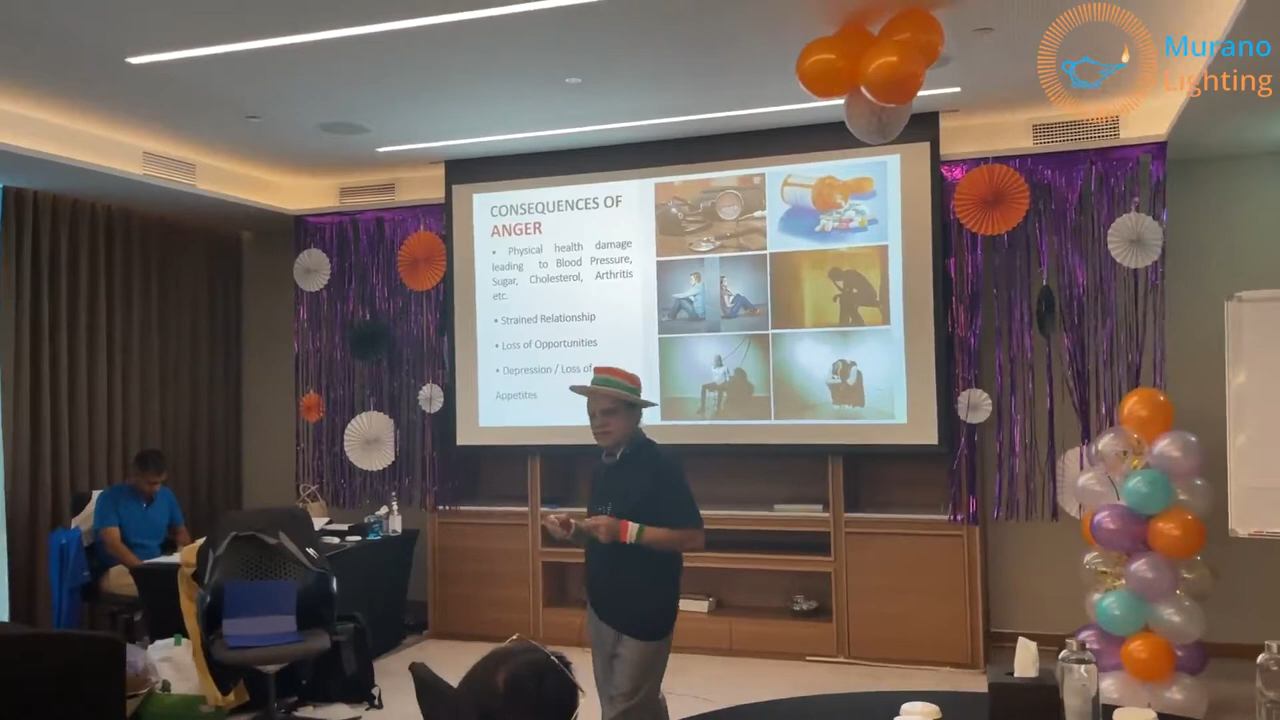 Murano
Lighting
CONSEQUENCES OF
ANGER
• Physical health damage
leading to Blood Pressure,
Sugar, Cholesterol, Arthritis
etc.
• Strained Relationship
• Loss of Opportunities
• Depression / Loss of
Appetites